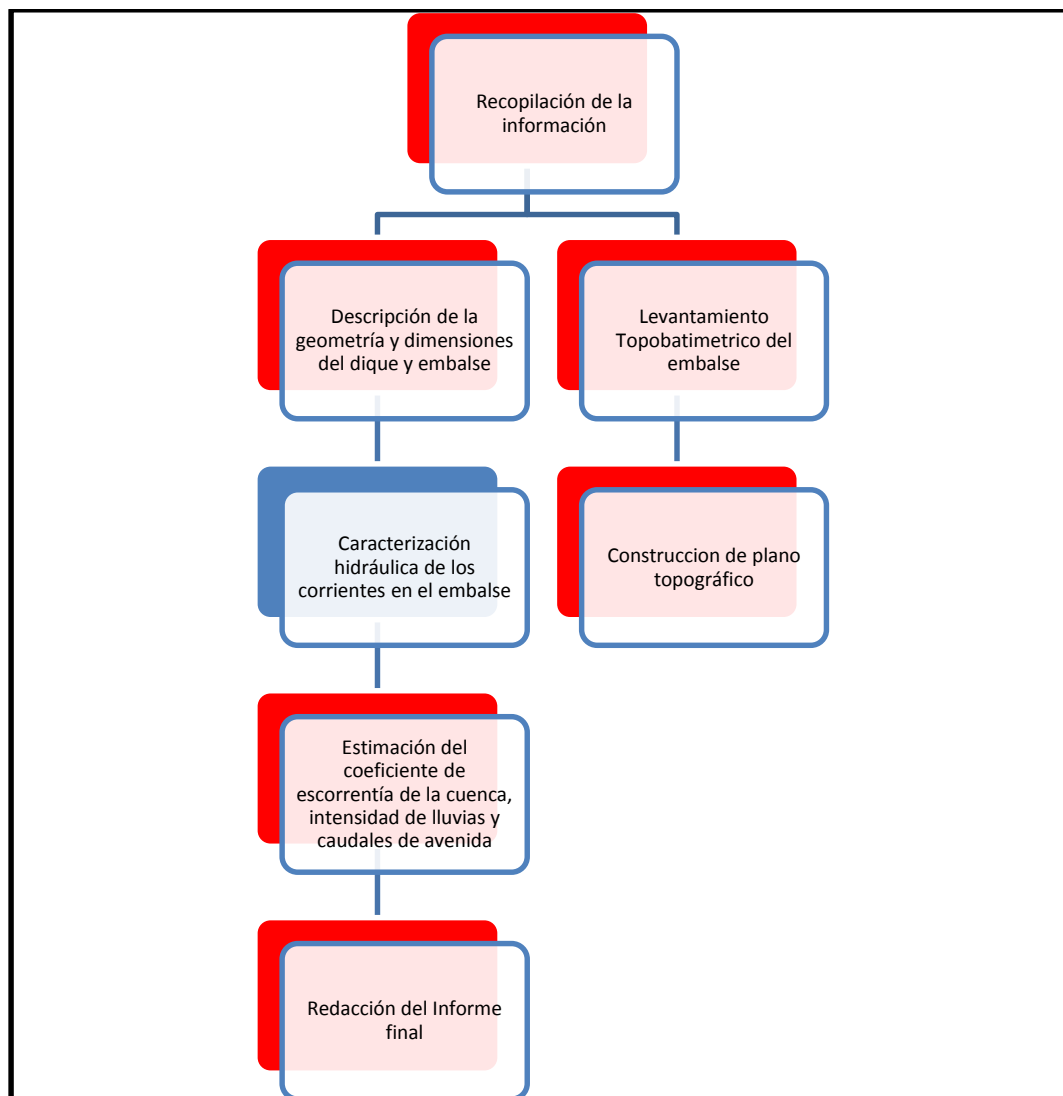 Recopilación de la
información
Descripción de la
geometría y dimensiones
del dique y embalse
Levantamiento
Topobatimetrico del
embalse
Caracterización
hidráulica de los
corrientes en el embalse
Construccion de plano
topográfico
Estimación del
coeficiente de
escorrentía de la cuenca,
intensidad de lluvias y
caudales de avenida
Redacción del Informe
final